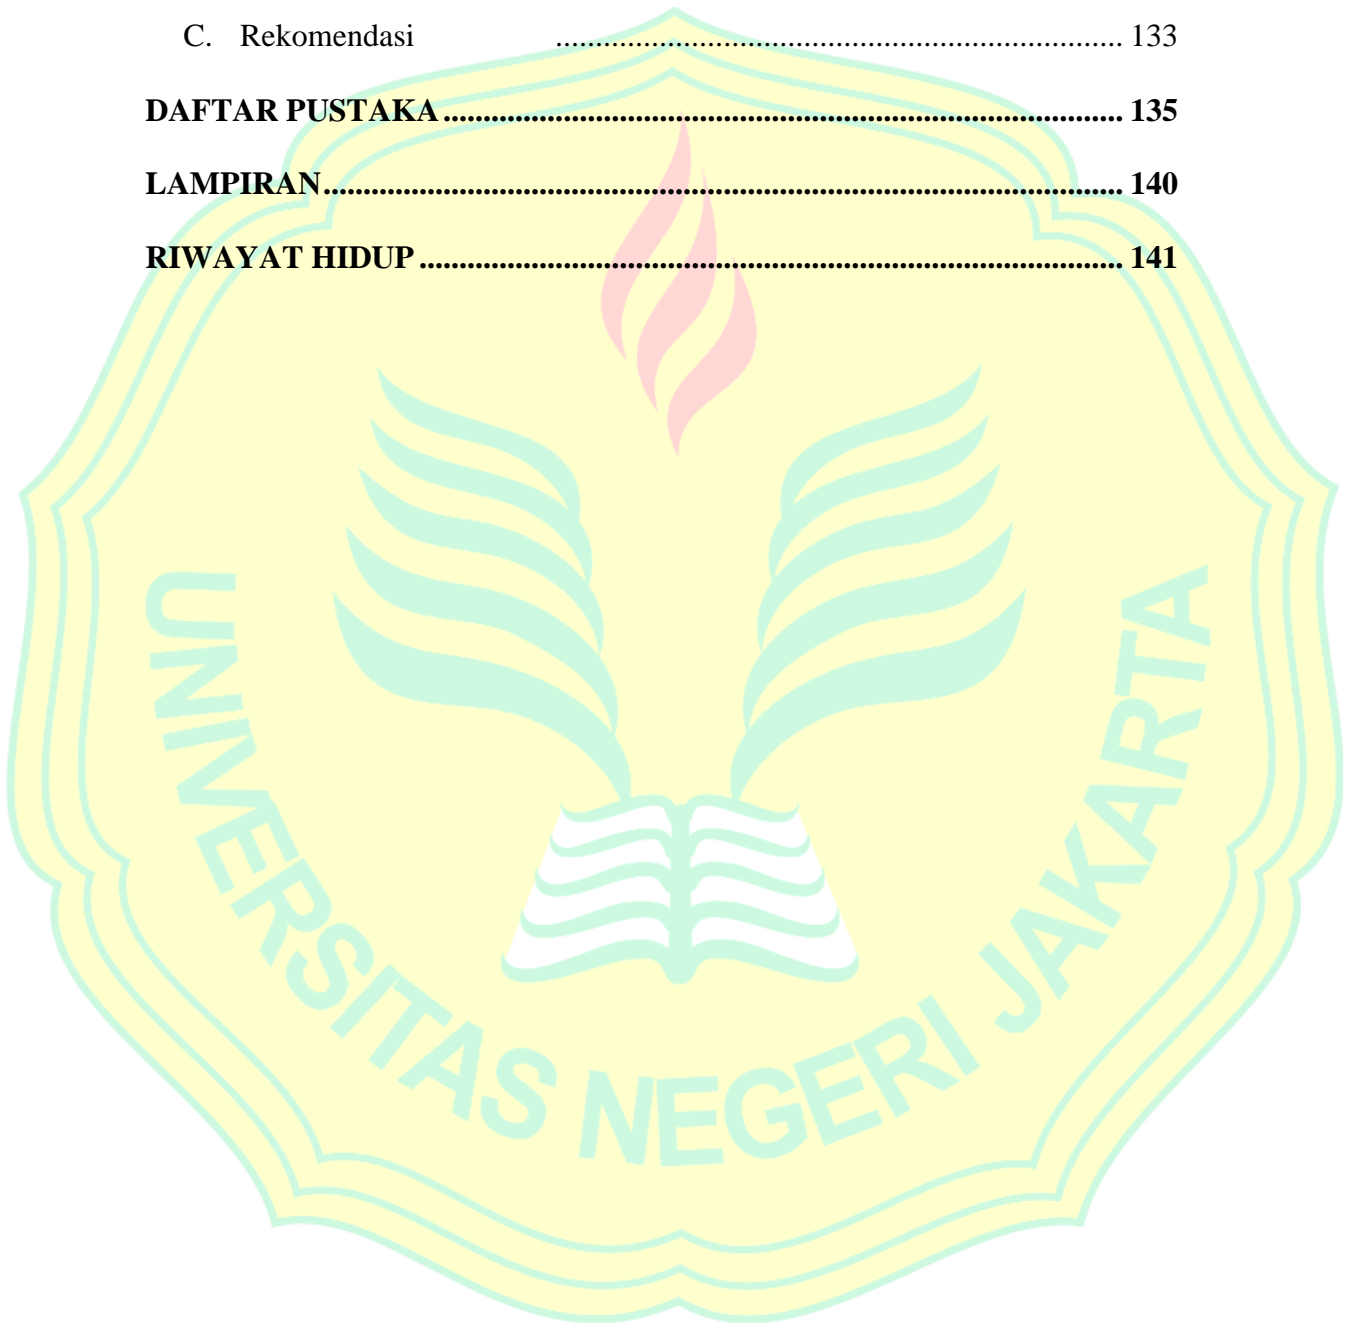 C. Rekomendasi ....................................................................... 133
DAFTAR PUSTAKA ..................................................................................... 135
LAMPIRAN.................................................................................................... 140
RIWAYAT HIDUP ........................................................................................ 141
UNIVERSITAS NEGERI JAKARTA